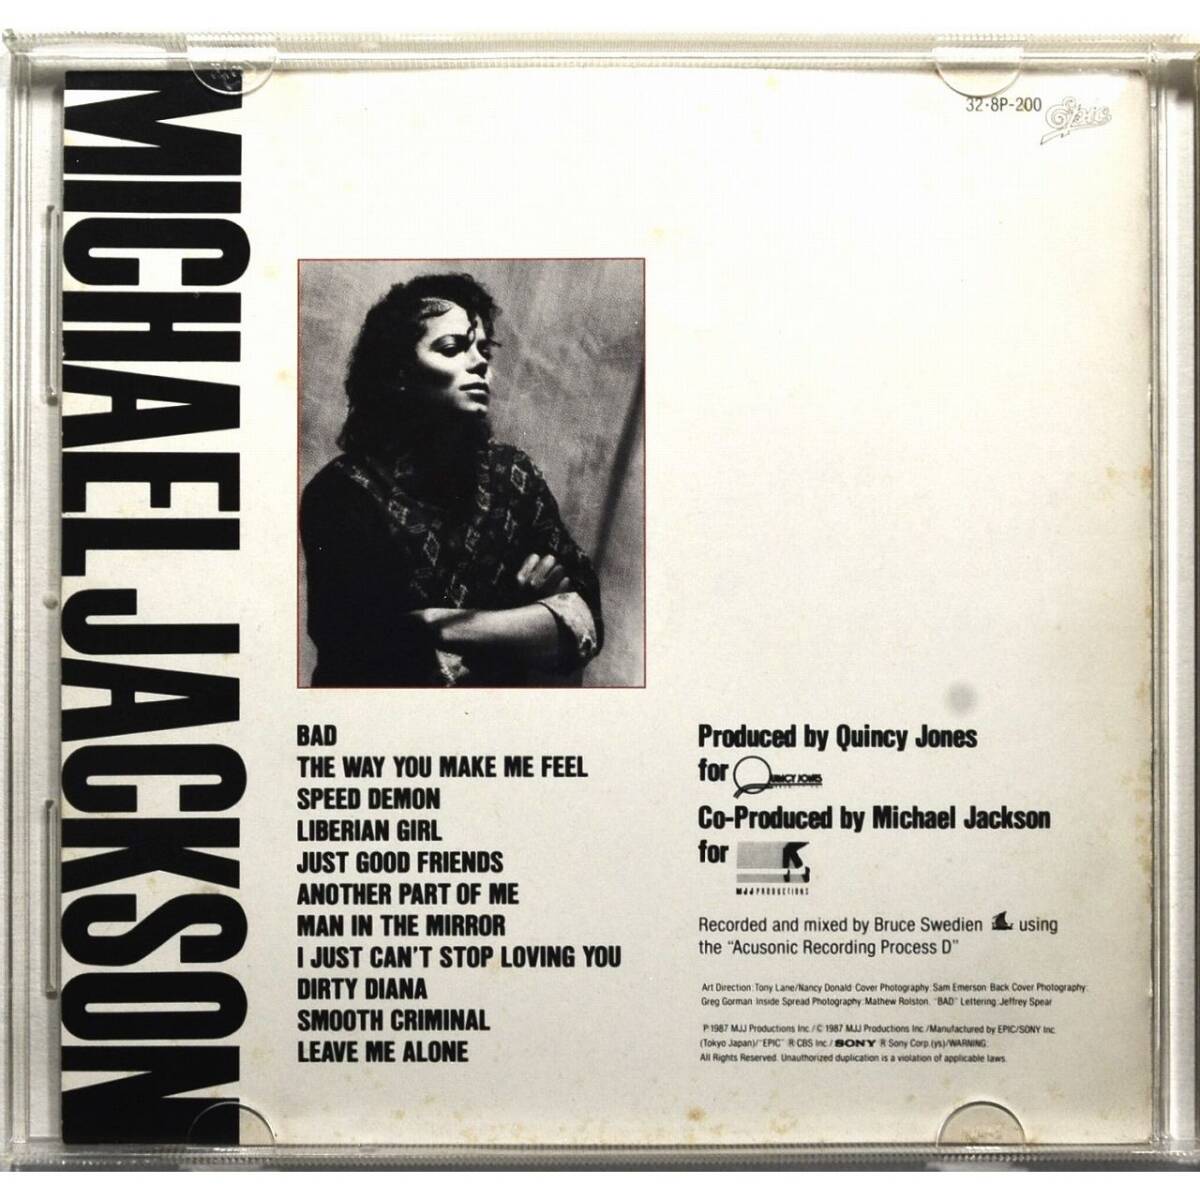 MICHAEL JACKSON
32·8P-200 Epic
BAD
THE WAY YOU MAKE ME FEEL
SPEED DEMON
LIBERIAN GIRL
JUST GOOD FRIENDS
ANOTHER PART OF ME
MAN IN THE MIRROR
I JUST CAN'T STOP LOVING YOU
DIRTY DIANA
SMOOTH CRIMINAL
LEAVE ME ALONE
Produced by Quincy Jones
for QUINCY JONES
Co-Produced by Michael Jackson
for
MJJ PRODUCTIONS
Recorded and mixed by Bruce Swedien using
the "Acusonic Recording Process D"
Art Direction: Tony Lane/Nancy Donald Cover Photography: Sam Emerson Back Cover Photography:
Greg Gorman Inside Spread Photography: Mathew Rolston. "BAD" Lettering: Jeffrey Spear
℗ 1987 MJJ Productions Inc./© 1987 MJJ Productions Inc./Manufactured by EPIC/SONY Inc.
(Tokyo Japan)/"EPIC" ® CBS Inc./SONY ® Sony Corp.(ys)/WARNING:
All Rights Reserved. Unauthorized duplication is a violation of applicable laws.